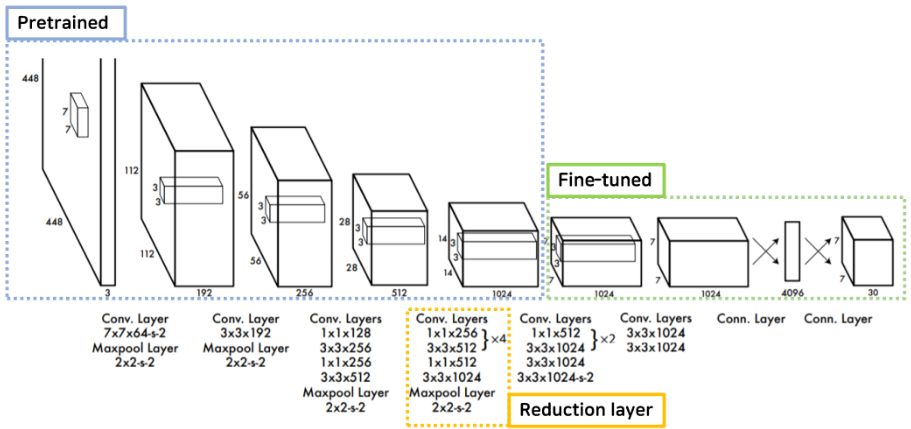 Pretrained
448
7
7
448
3
112
3
3
112
192
56
3
3
56
256
28
3
3
28
512
14
3
3
14
1024
Fine-tuned
7
3
3
7
1024
7
7
1024
4096
7
7
30
Conv. Layer
7x7x64-s-2
Maxpool Layer
2x2-s-2
Conv. Layer
3x3x192
Maxpool Layer
2x2-s-2
Conv. Layers
1x1x128
3x3x256
1x1x256
3x3x512
Maxpool Layer
2x2-s-2
Conv. Layers
1x1x256
3x3x512
}×4
1x1x512
3x3x1024
Maxpool Layer
2x2-s-2
Conv. Layers
1x1x512
3x3x1024
}×2
3x3x1024
3x3x1024-s-2
Conv. Layers
3x3x1024
3x3x1024
Conn. Layer
Conn. Layer
Reduction layer